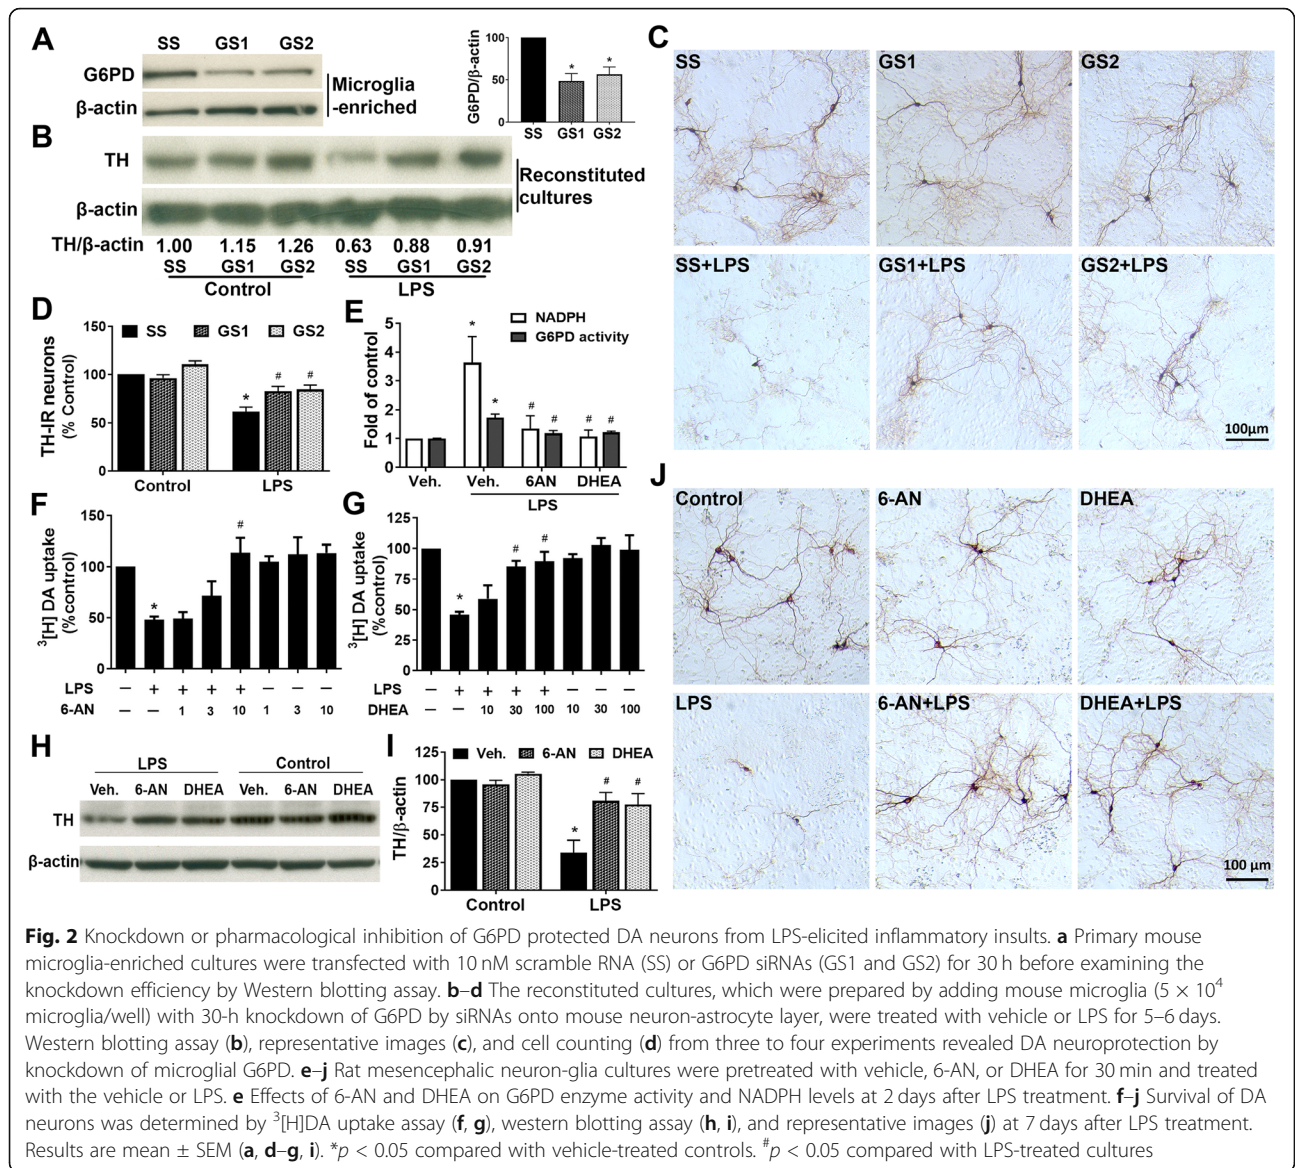 A
SS GS1 GS2
G6PD
β-actin
Microglia
-enriched
G6PD/β-actin
100
50
0
* *
SS GS1 GS2
B
TH
β-actin
Reconstituted
cultures
TH/β-actin 1.00 1.15 1.26 0.63 0.88 0.91
SS GS1 GS2 SS GS1 GS2
Control LPS
C
SS GS1 GS2
SS+LPS GS1+LPS GS2+LPS
100μm
D
TH-IR neurons
(% Control)
150
100
50
0
SS GS1 GS2
* # #
Control LPS
E
Fold of control
5
4
3
2
1
0
NADPH
G6PD activity
* * # # # #
Veh. Veh. 6AN DHEA
LPS
F
³[H] DA uptake
(%control)
150
100
50
0
* #
LPS – + + + + – – –
6-AN – – 1 3 10 1 3 10
G
³[H] DA uptake
(%control)
125
100
75
50
25
0
* # #
LPS – + + + + – – –
DHEA – – 10 30 100 10 30 100
H
LPS Control
Veh. 6-AN DHEA Veh. 6-AN DHEA
TH
β-actin
I
TH/β-actin
125
100
75
50
25
0
Veh. 6-AN DHEA
* # #
Control LPS
J
Control 6-AN DHEA
LPS 6-AN+LPS DHEA+LPS
100 μm
Fig. 2 Knockdown or pharmacological inhibition of G6PD protected DA neurons from LPS-elicited inflammatory insults. a Primary mouse
microglia-enriched cultures were transfected with 10 nM scramble RNA (SS) or G6PD siRNAs (GS1 and GS2) for 30 h before examining the
knockdown efficiency by Western blotting assay. b–d The reconstituted cultures, which were prepared by adding mouse microglia (5 × 10⁴
microglia/well) with 30-h knockdown of G6PD by siRNAs onto mouse neuron-astrocyte layer, were treated with vehicle or LPS for 5–6 days.
Western blotting assay (b), representative images (c), and cell counting (d) from three to four experiments revealed DA neuroprotection by
knockdown of microglial G6PD. e–j Rat mesencephalic neuron-glia cultures were pretreated with vehicle, 6-AN, or DHEA for 30 min and treated
with the vehicle or LPS. e Effects of 6-AN and DHEA on G6PD enzyme activity and NADPH levels at 2 days after LPS treatment. f–j Survival of DA
neurons was determined by ³[H]DA uptake assay (f, g), western blotting assay (h, i), and representative images (j) at 7 days after LPS treatment.
Results are mean ± SEM (a, d–g, i). *p < 0.05 compared with vehicle-treated controls. #p < 0.05 compared with LPS-treated cultures